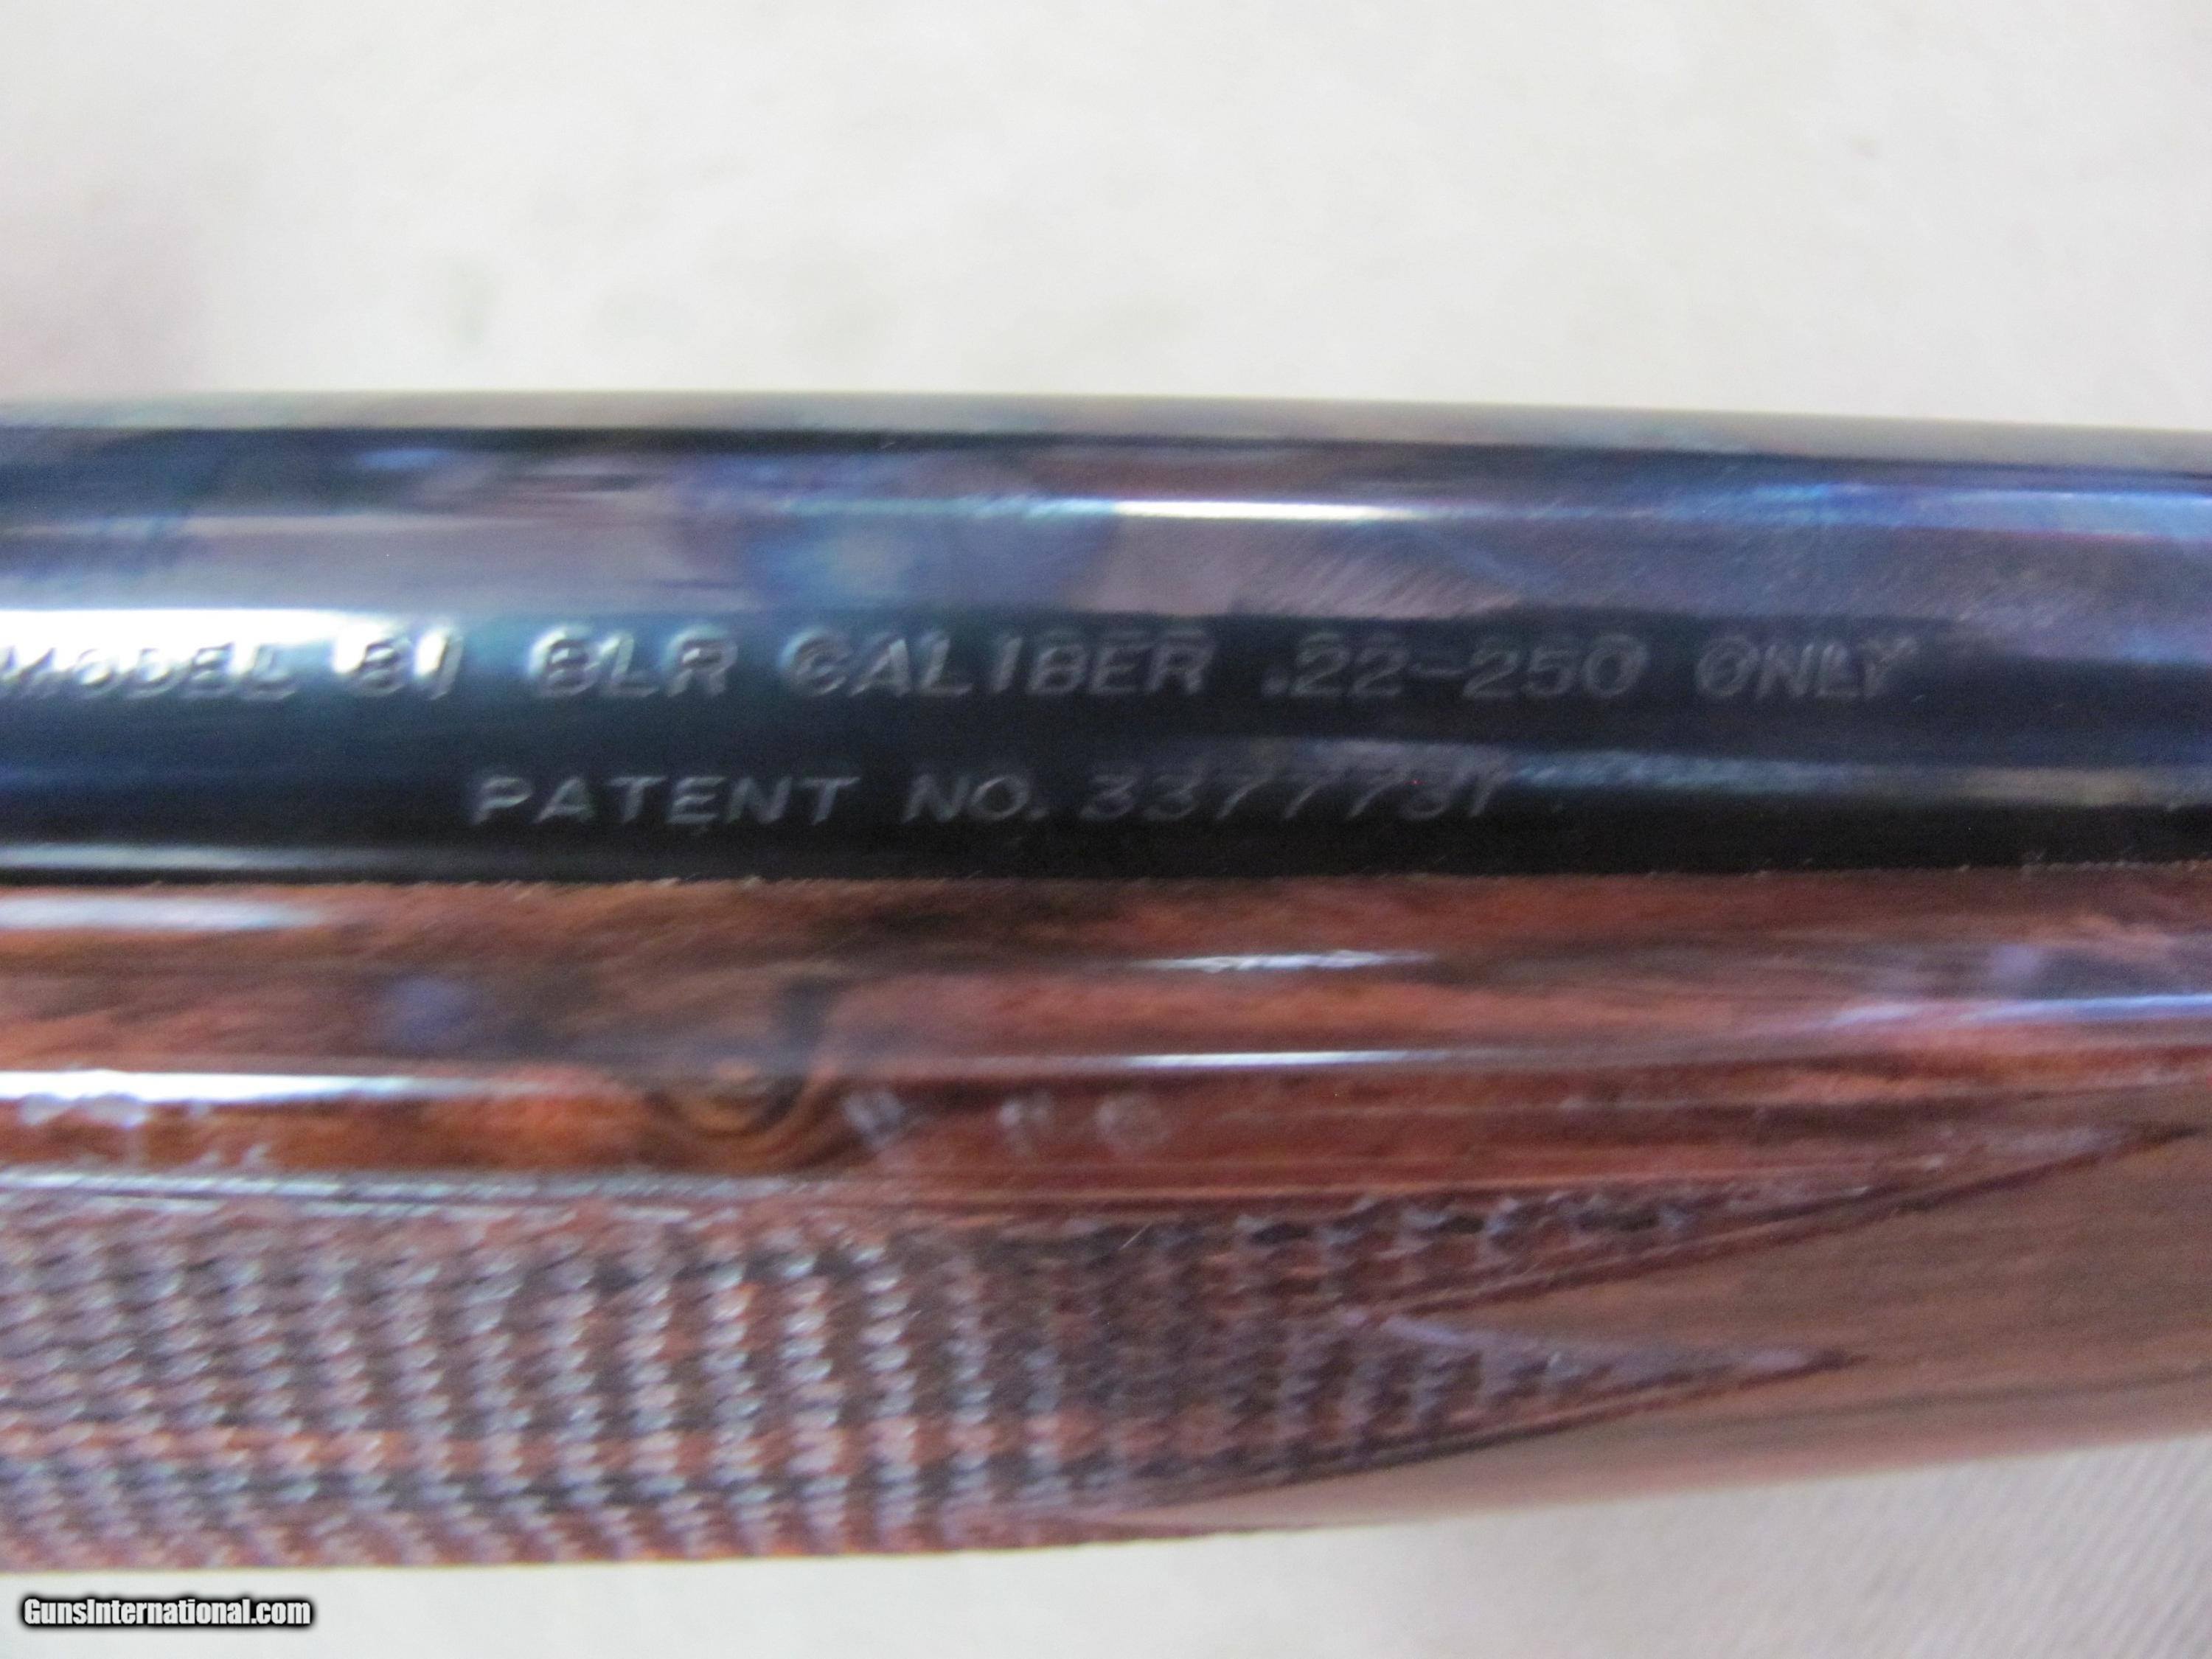 MODEL 81 BLR CALIBER .22-250 ONLY
PATENT NO. 3377731
GunsInternational.com